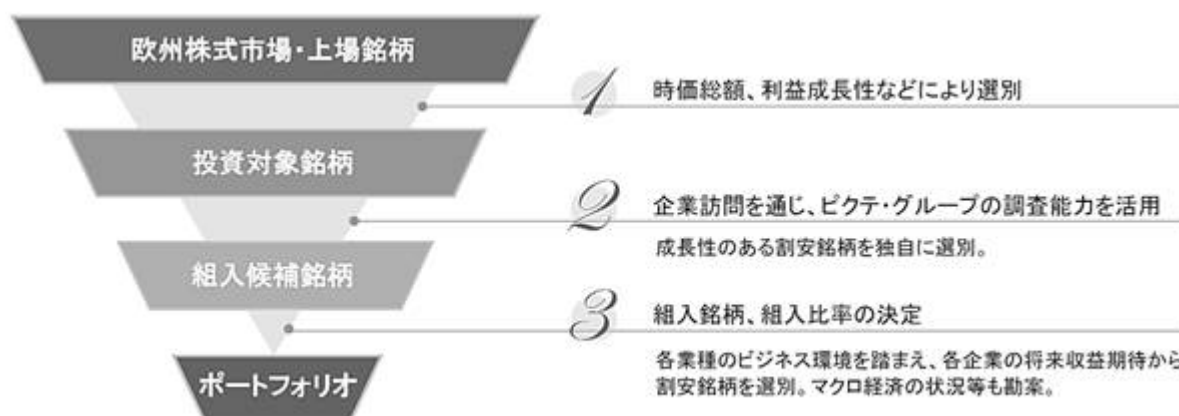 欧州株式市場・上場銘柄
1 時価総額、利益成長性などにより選別
投資対象銘柄
2 企業訪問を通じ、ピクテ・グループの調査能力を活用
成長性のある割安銘柄を独自に選別。
組入候補銘柄
3 組入銘柄、組入比率の決定
各業種のビジネス環境を踏まえ、各企業の将来収益期待から
割安銘柄を選別。マクロ経済の状況等も勘案。
ポートフォリオ